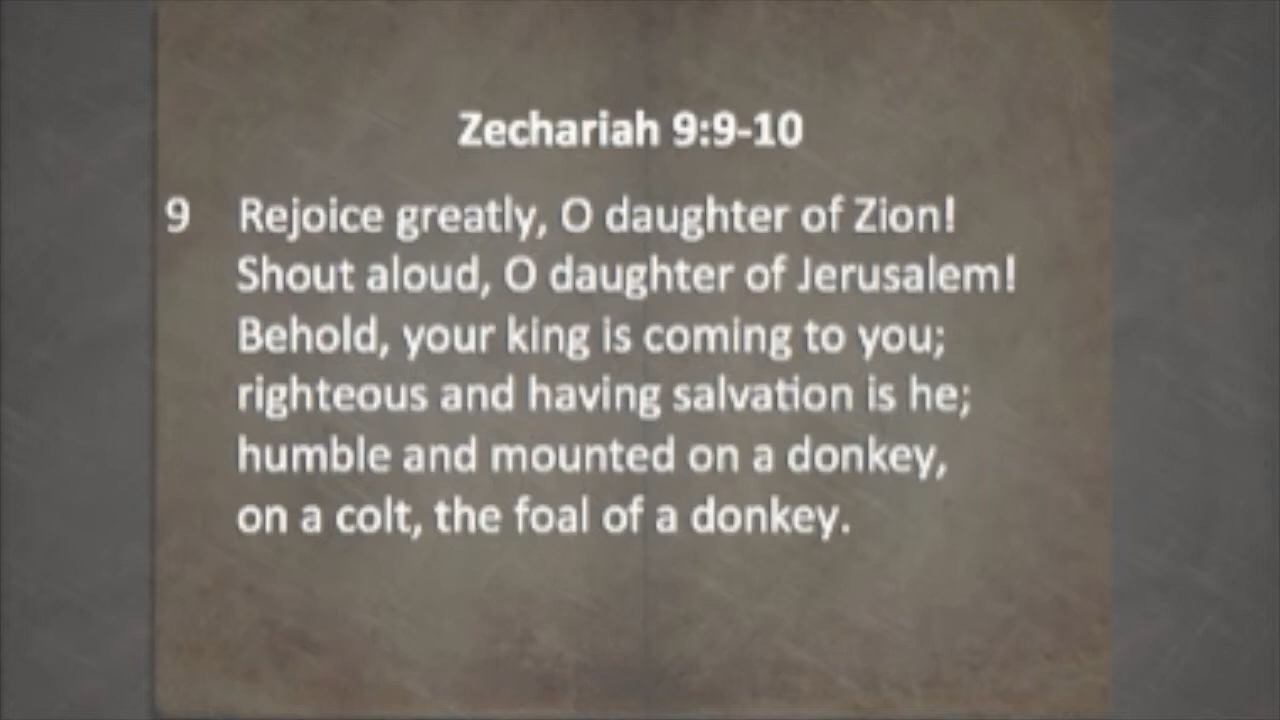 Zechariah 9:9-10
9 Rejoice greatly, O daughter of Zion!
Shout aloud, O daughter of Jerusalem!
Behold, your king is coming to you;
righteous and having salvation is he;
humble and mounted on a donkey,
on a colt, the foal of a donkey.